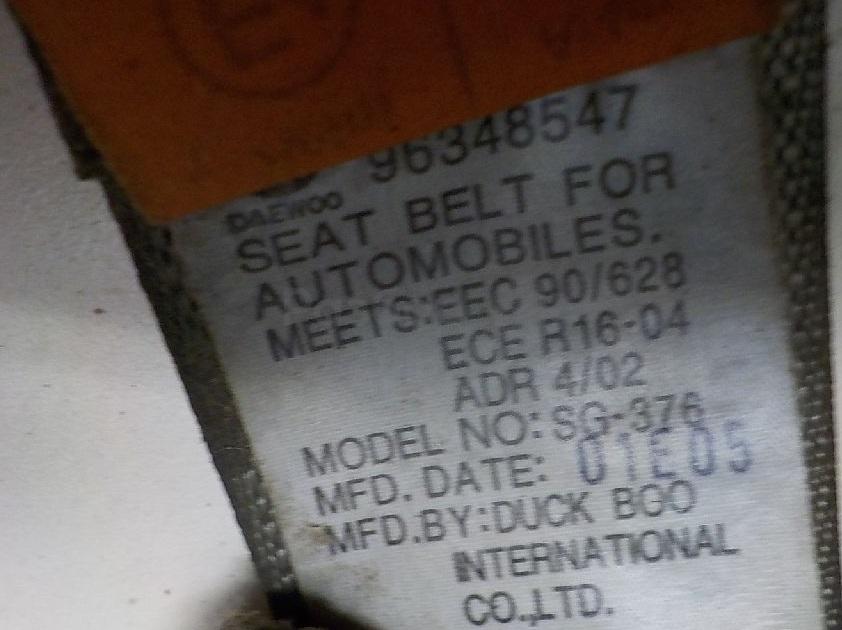 E
96348547
DAEWOO
SEAT BELT FOR
AUTOMOBILES.
MEETS:EEC 90/628
ECE R16-04
ADR 4/02
MODEL NO: SG-376
MFD. DATE: 01E05
MFD.BY:DUCK BOO
INTERNATIONAL
CO.,LTD.